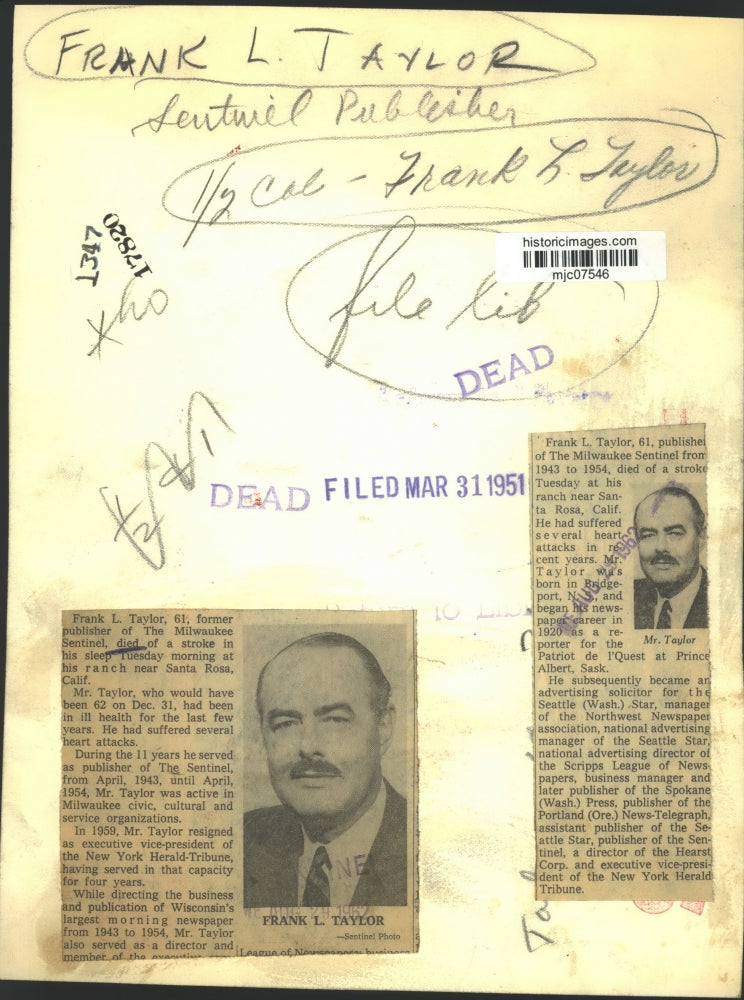 FRANK L. TAYLOR
Sentinel Publisher
1/2 Col - Frank L. Taylor
17820
historicimages.com
mjc07546
file lib
DEAD
DEAD FILED MAR 31 1951
Frank L. Taylor, 61, publisher
of The Milwaukee Sentinel from
1943 to 1954, died of a stroke
Tuesday at his
ranch near San-
ta Rosa, Calif.
He had suffered
several heart
attacks in re-
cent years. Mr.
Taylor was
born in Bridge-
port, N.S., and
began his news-
paper career in
1920 as a re-
porter for the
Patriot de l'Quest at Prince
Albert, Sask.
He subsequently became an
advertising solicitor for the
Seattle (Wash.) Star, manager
of the Northwest Newspaper
association, national advertising
manager of the Seattle Star,
national advertising director of
the Scripps League of News-
papers, business manager and
later publisher of the Spokane
(Wash.) Press, publisher of the
Portland (Ore.) News-Telegraph,
assistant publisher of the Se-
attle Star, publisher of the Sen-
tinel, a director of the Hearst
Corp. and executive vice-presi-
dent of the New York Herald
Tribune.
Mr. Taylor
Frank L. Taylor, 61, former
publisher of The Milwaukee
Sentinel, died of a stroke in
his sleep Tuesday morning at
his ranch near Santa Rosa,
Calif.
Mr. Taylor, who would have
been 62 on Dec. 31, had been
in ill health for the last few
years. He had suffered several
heart attacks.
During the 11 years he served
as publisher of The Sentinel,
from April, 1943, until April,
1954, Mr. Taylor was active in
Milwaukee civic, cultural and
service organizations.
In 1959, Mr. Taylor resigned
as executive vice-president of
the New York Herald-Tribune,
having served in that capacity
for four years.
While directing the business
and publication of Wisconsin's
largest morning newspaper
from 1943 to 1954, Mr. Taylor
also served as a director and
member of the executive
FRANK L. TAYLOR
—Sentinel Photo
League of Newspapers; business
AUG 29 1962